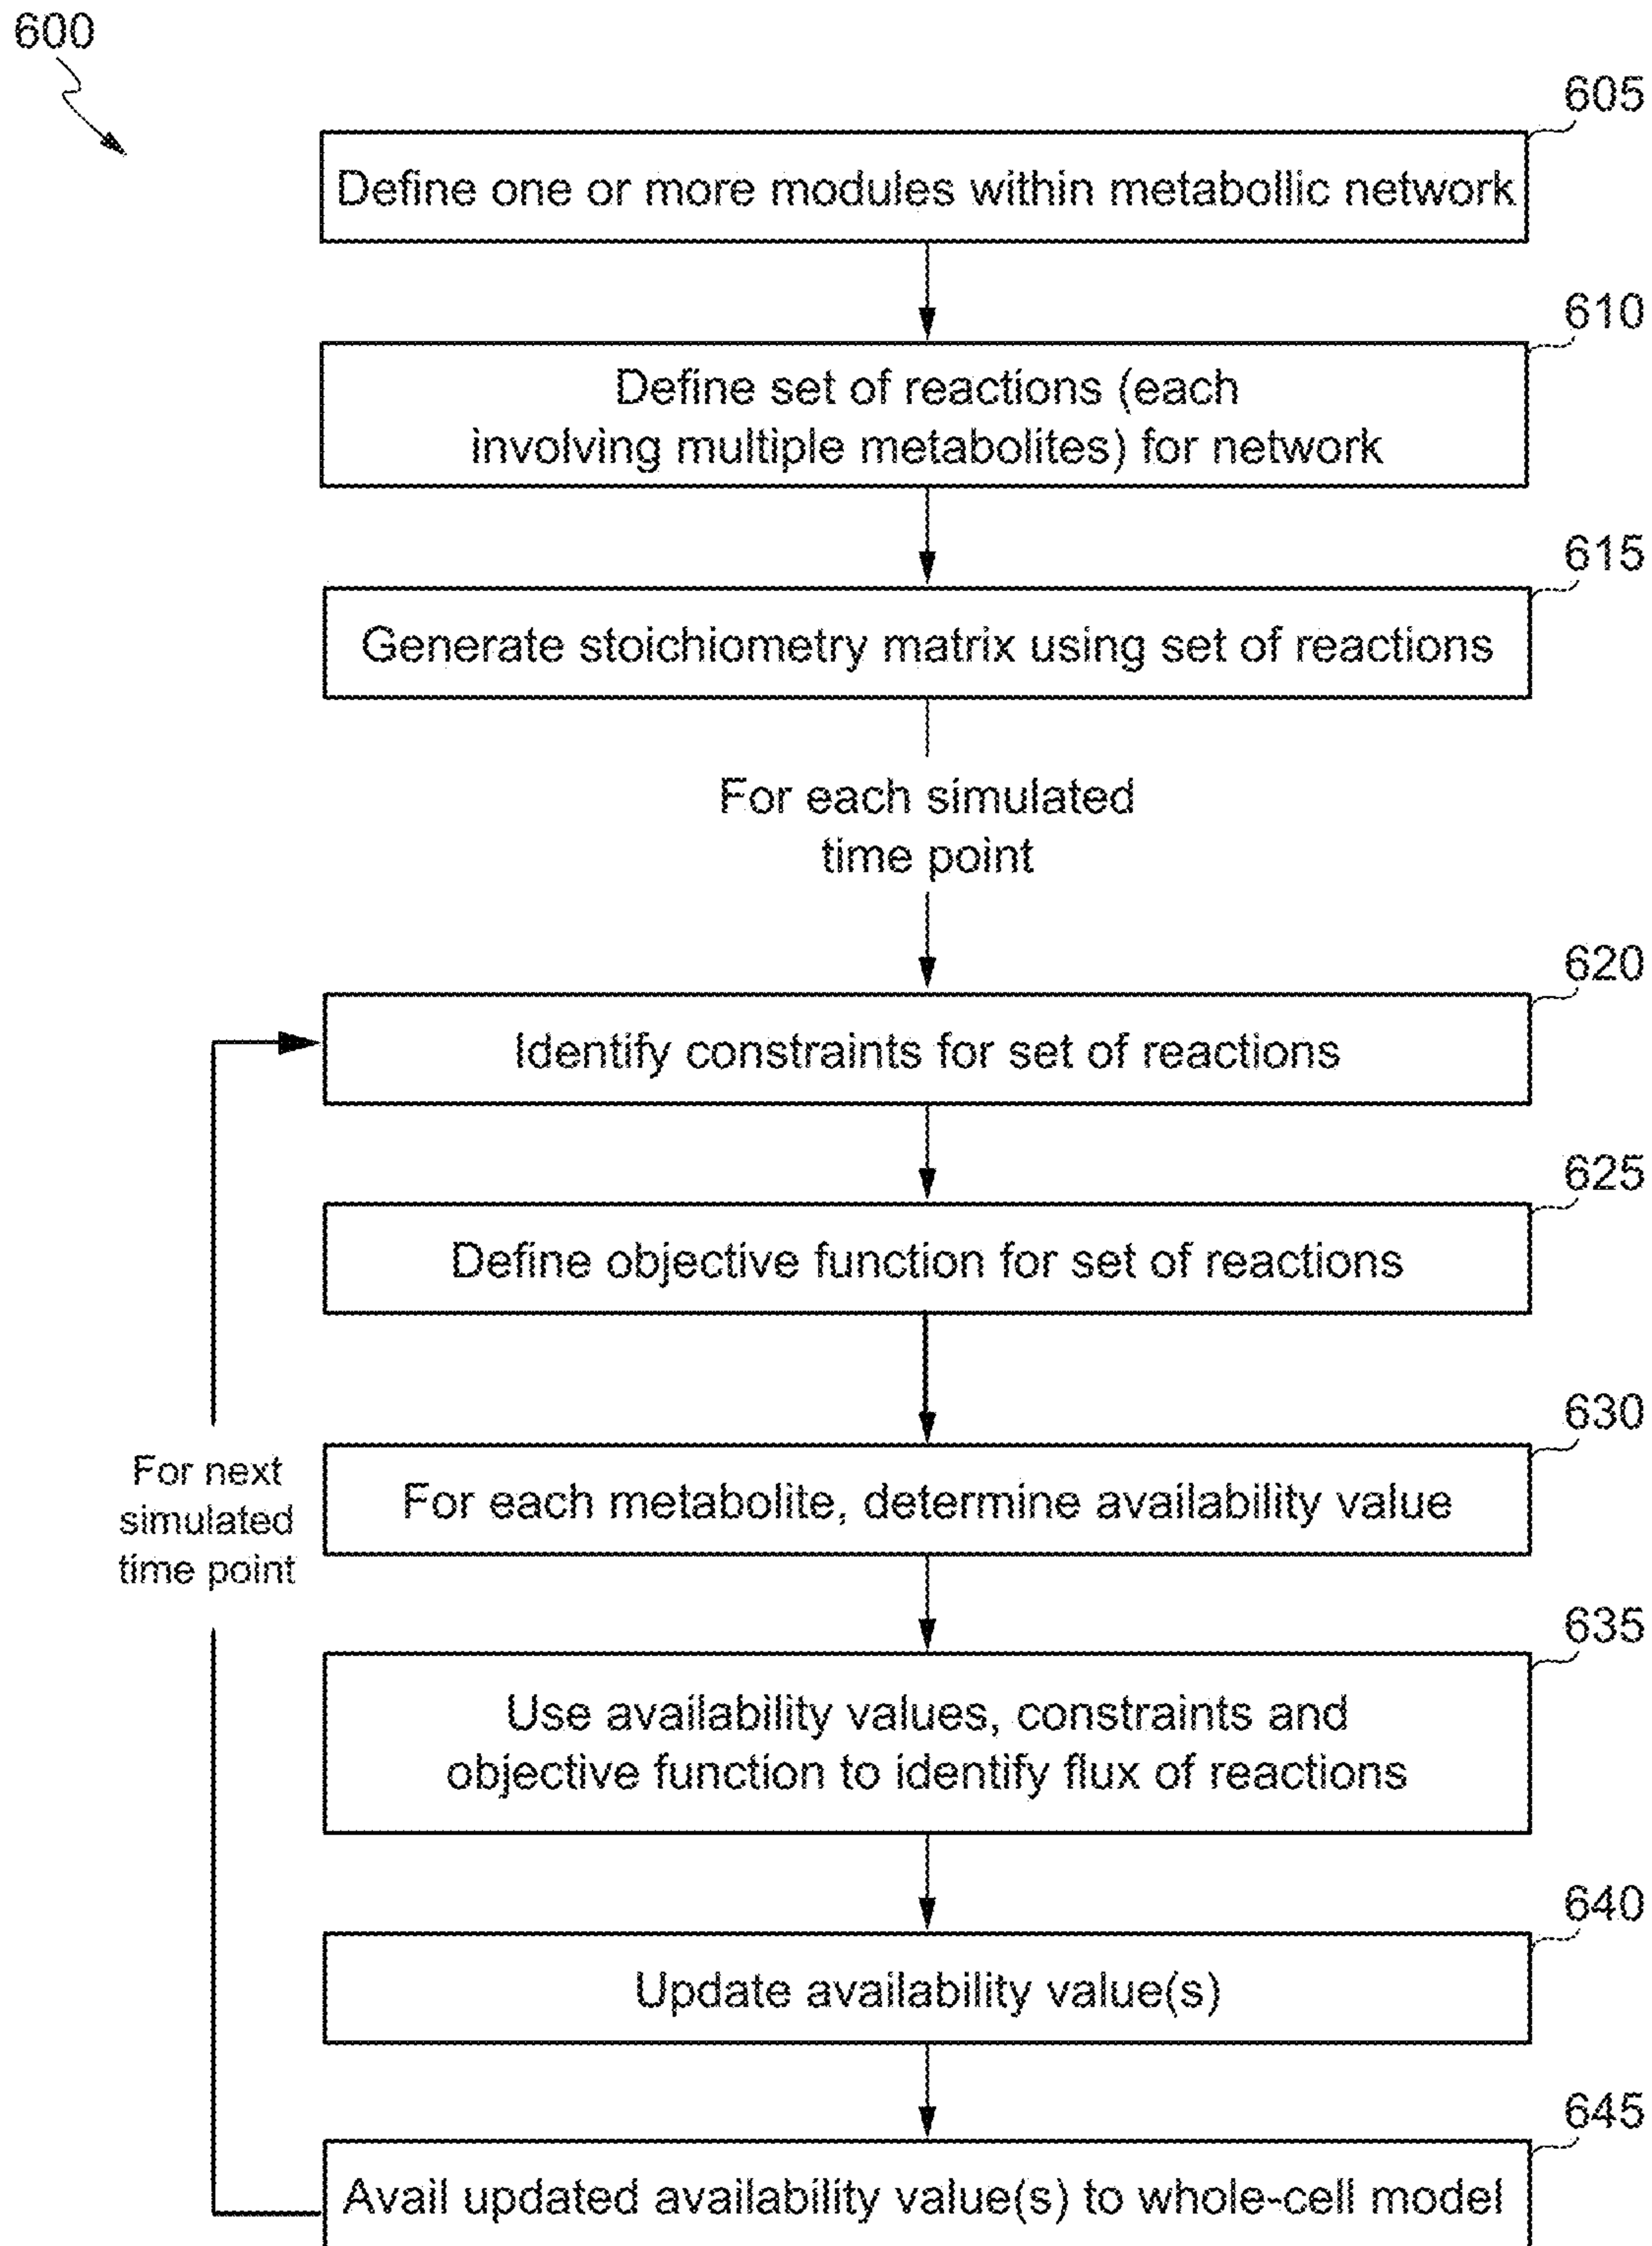 600
605
Define one or more modules within metabollic network
610
Define set of reactions (each
involving multiple metabolites) for network
615
Generate stoichiometry matrix using set of reactions
For each simulated
time point
620
Identify constraints for set of reactions
625
Define objective function for set of reactions
630
For each metabolite, determine availability value
For next
simulated
time point
635
Use availability values, constraints and
objective function to identify flux of reactions
640
Update availability value(s)
645
Avail updated availability value(s) to whole-cell model